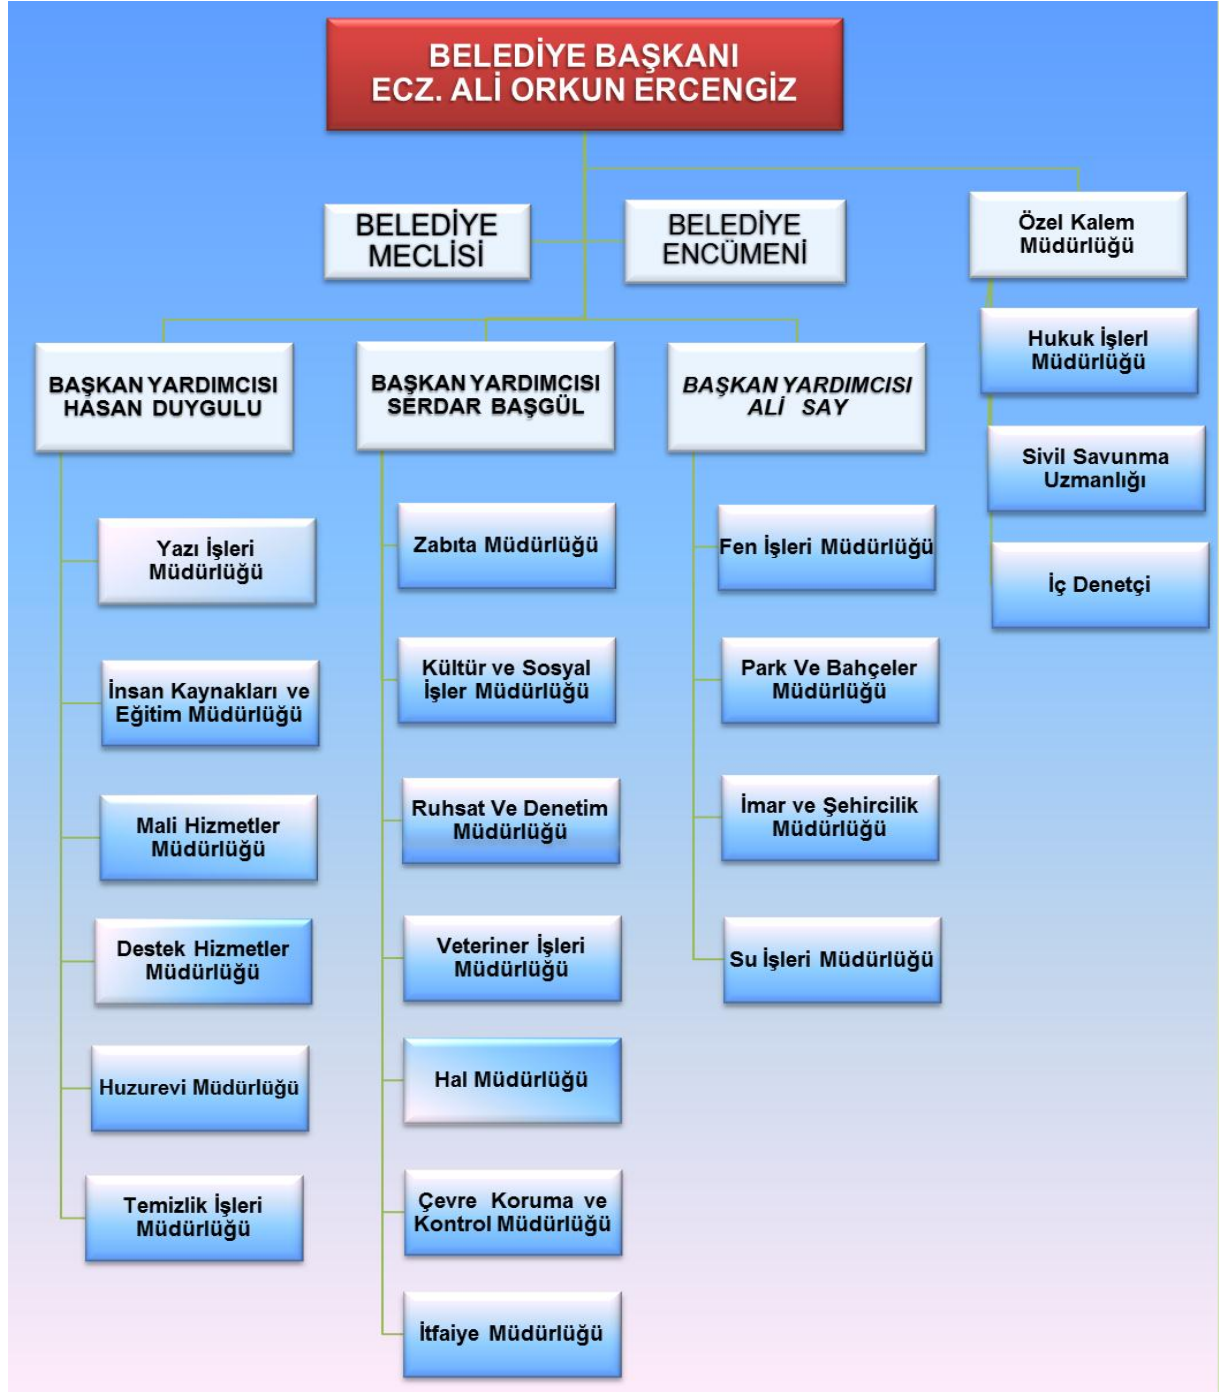 BELEDİYE BAŞKANI
ECZ. ALİ ORKUN ERCENGİZ
BELEDİYE
MECLİSİ
BELEDİYE
ENCÜMENİ
Özel Kalem
Müdürlüğü
Hukuk İşlerI
Müdürlüğü
Sivil Savunma
Uzmanlığı
İç Denetçi
BAŞKAN YARDIMCISI
HASAN DUYGULU
Yazı İşleri
Müdürlüğü
İnsan Kaynakları ve
Eğitim Müdürlüğü
Mali Hizmetler
Müdürlüğü
Destek Hizmetler
Müdürlüğü
Huzurevi Müdürlüğü
Temizlik İşleri
Müdürlüğü
BAŞKAN YARDIMCISI
SERDAR BAŞGÜL
Zabıta Müdürlüğü
Kültür ve Sosyal
İşler Müdürlüğü
Ruhsat Ve Denetim
Müdürlüğü
Veteriner İşleri
Müdürlüğü
Hal Müdürlüğü
Çevre Koruma ve
Kontrol Müdürlüğü
İtfaiye Müdürlüğü
BAŞKAN YARDIMCISI
ALİ SAY
Fen İşleri Müdürlüğü
Park Ve Bahçeler
Müdürlüğü
İmar ve Şehircilik
Müdürlüğü
Su İşleri Müdürlüğü